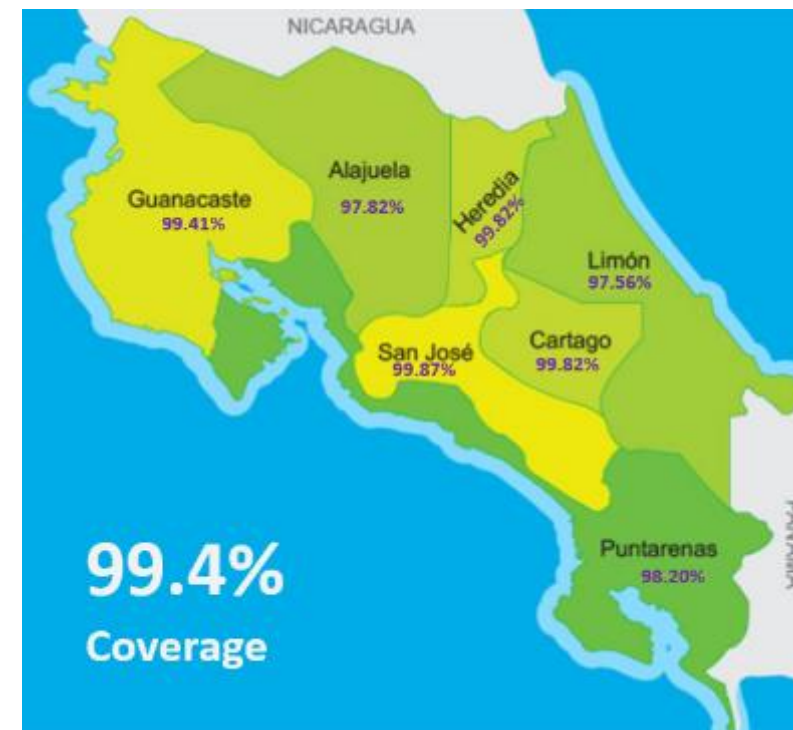 NICARAGUA
Alajuela
97.82%
Heredia
99.82%
Guanacaste
99.41%
Limón
97.56%
San José
99.87%
Cartago
99.82%
PANAMA
Puntarenas
98.20%
99.4%
Coverage